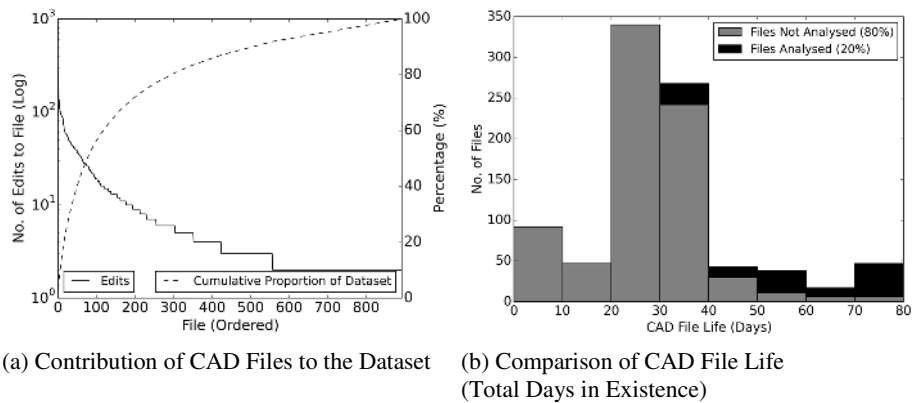 10³
10²
10¹
10⁰
No. of Edits to File (Log)
100
80
60
40
20
0
Percentage (%)
Edits
Cumulative Proportion of Dataset
0 100 200 300 400 500 600 700 800
File (Ordered)
(a) Contribution of CAD Files to the Dataset
350
300
250
200
150
100
50
0
No. of Files
Files Not Analysed (80%)
Files Analysed (20%)
0 10 20 30 40 50 60 70 80
CAD File Life (Days)
(b) Comparison of CAD File Life
(Total Days in Existence)